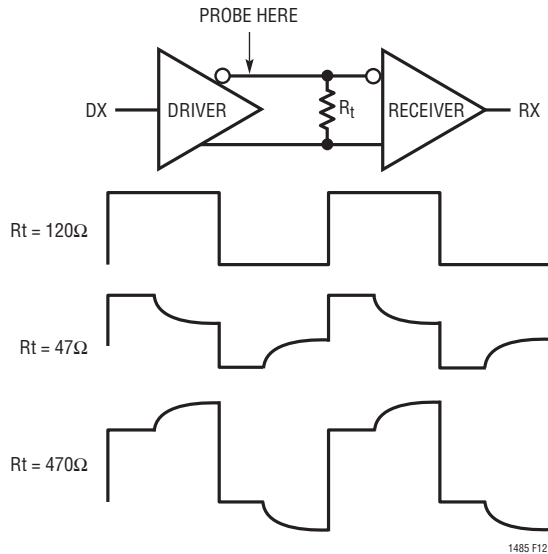 PROBE HERE
DX DRIVER Rt RECEIVER RX
Rt = 120Ω
Rt = 47Ω
Rt = 470Ω
1485 F12